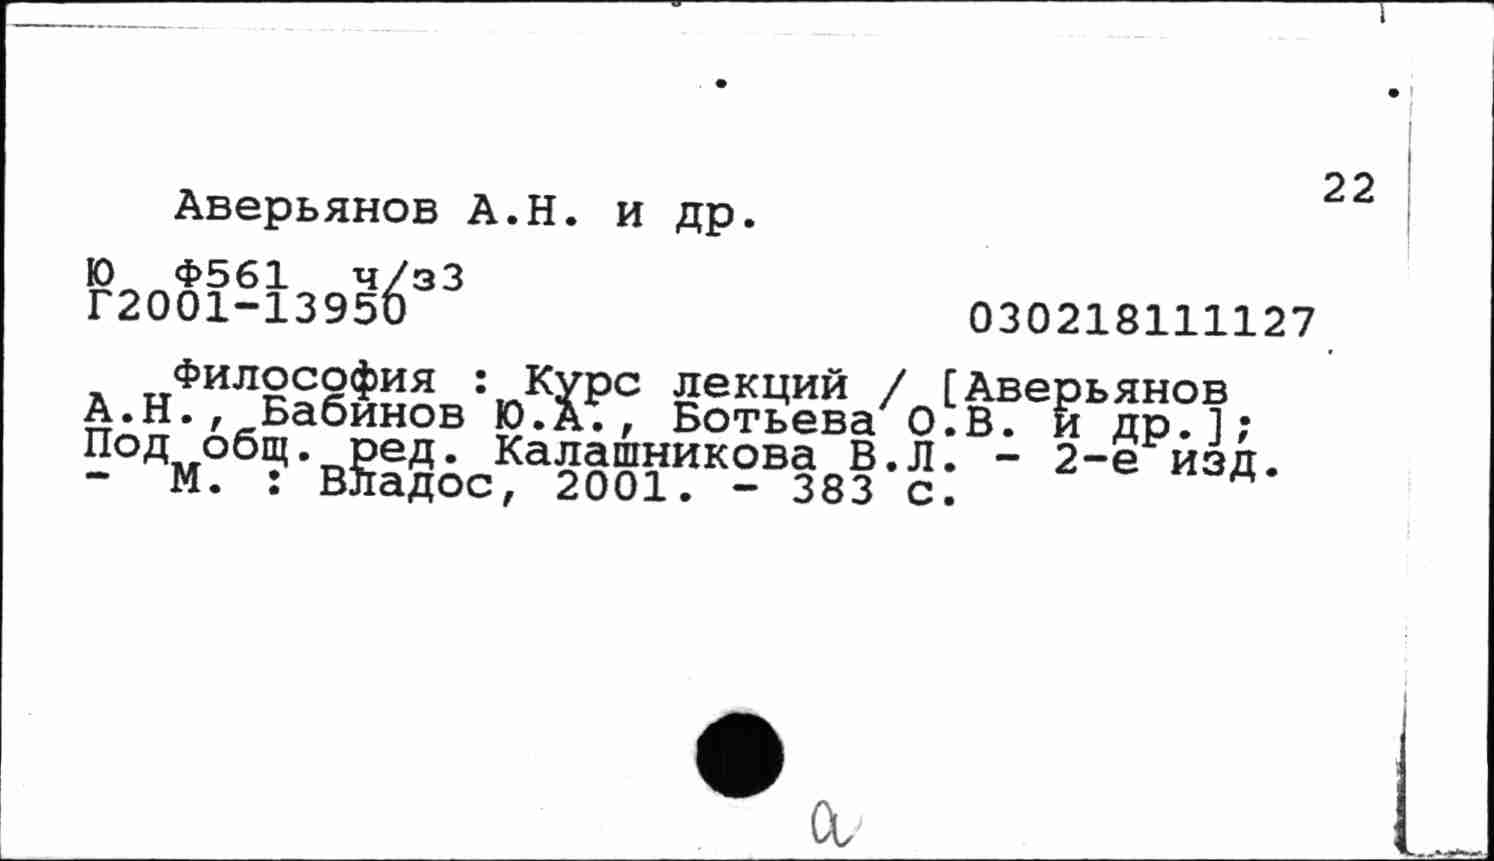 22
Аверьянов А.Н. и др.
Ю Ф561 ч/з3
Г2001-13950
030218111127
Философия : Курс лекций / [Аверьянов
А.Н., Бабинов Ю.А., Ботьева О.В. и др.];
Под общ. ред. Калашникова В.Л. - 2-е изд.
- М. : Владос, 2001. - 383 с.
а